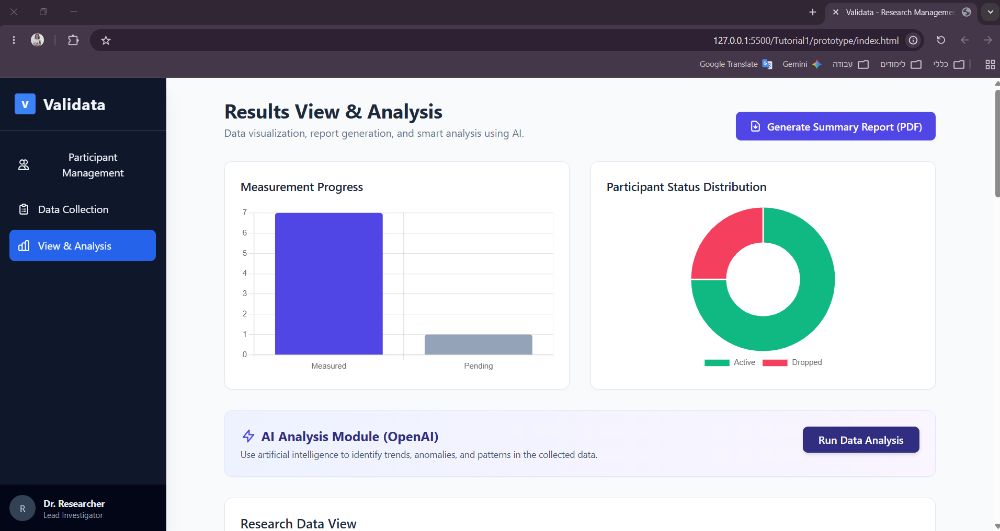 Validata - Research Managemen
127.0.0.1:5500/Tutorial1/prototype/index.html
Google Translate
Gemini
עבודה
לימודים
כללי
V
Validata
Participant
Management
Data Collection
View & Analysis
R
Dr. Researcher
Lead Investigator
Results View & Analysis
Data visualization, report generation, and smart analysis using AI.
Generate Summary Report (PDF)
Measurement Progress
7
6
5
4
3
2
1
0
Measured
Pending
Participant Status Distribution
Active
Dropped
AI Analysis Module (OpenAI)
Use artificial intelligence to identify trends, anomalies, and patterns in the collected data.
Run Data Analysis
Research Data View